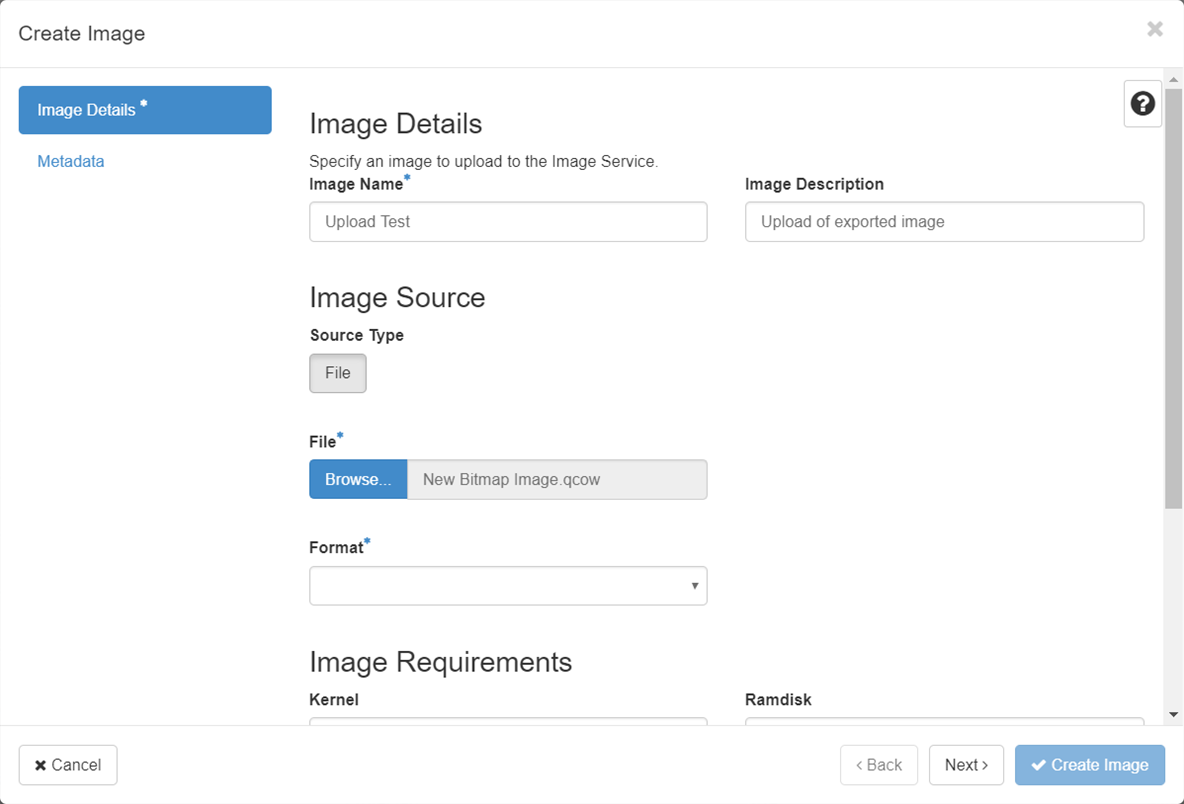 Create Image
×
Image Details *
Metadata
?
Image Details
Specify an image to upload to the Image Service.
Image Name* Image Description
Upload Test Upload of exported image
Image Source
Source Type
File
File*
Browse... New Bitmap Image.qcow
Format*
Image Requirements
Kernel Ramdisk
Cancel ‹ Back Next › Create Image